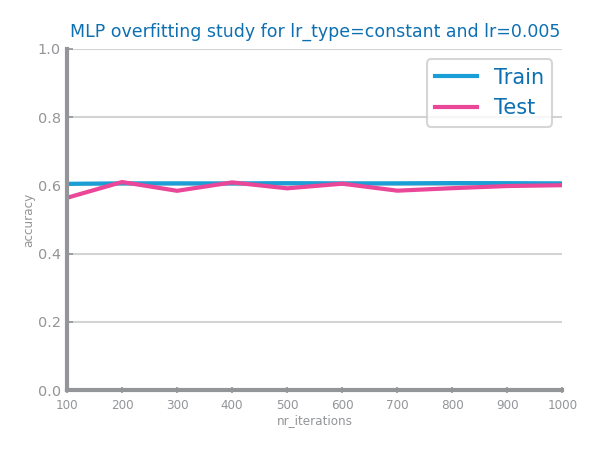 MLP overfitting study for lr_type=constant and lr=0.005
1.0
0.8
0.6
0.4
0.2
0.0
accuracy
Train
Test
100 200 300 400 500 600 700 800 900 1000
nr_iterations